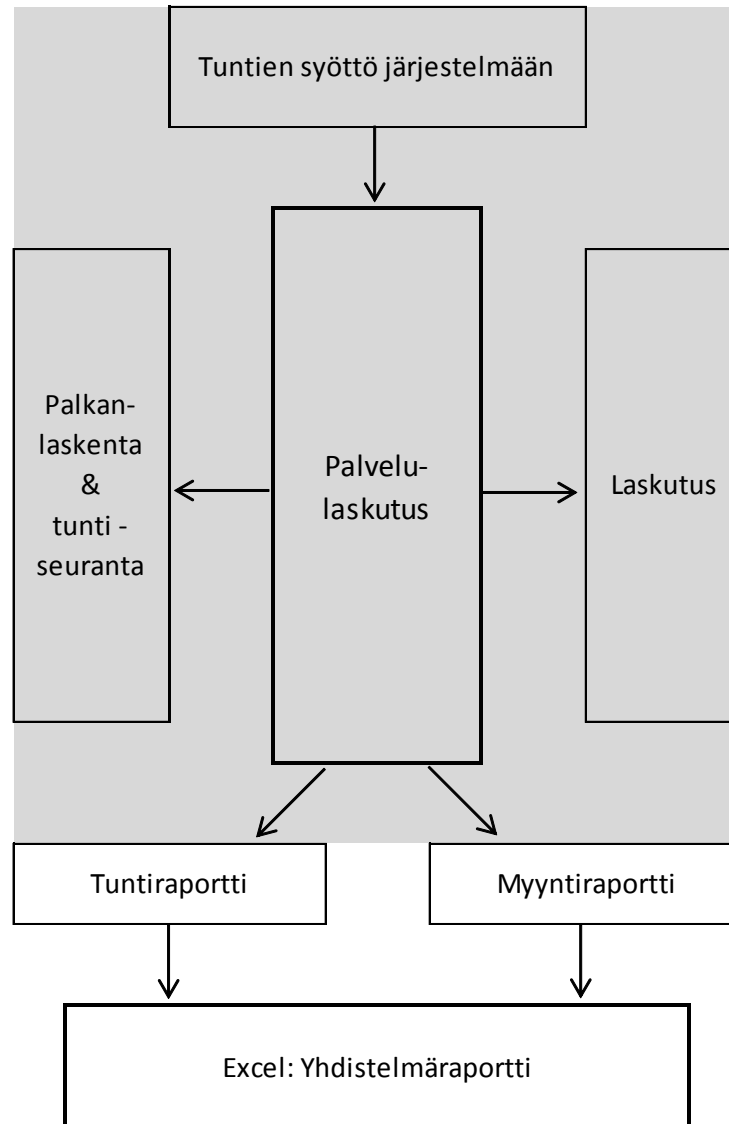 Tuntien syöttö järjestelmään
Palkan-
laskenta
&
tunti -
seuranta
Palvelu-
laskutus
Laskutus
Tuntiraportti
Myyntiraportti
Excel: Yhdistelmäraportti